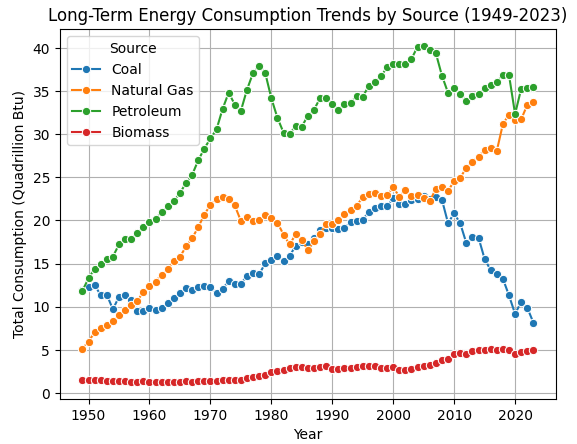 Long-Term Energy Consumption Trends by Source (1949-2023)
Total Consumption (Quadrillion Btu)
40
35
30
25
20
15
10
5
0
Source
Coal
Natural Gas
Petroleum
Biomass
1950 1960 1970 1980 1990 2000 2010 2020
Year